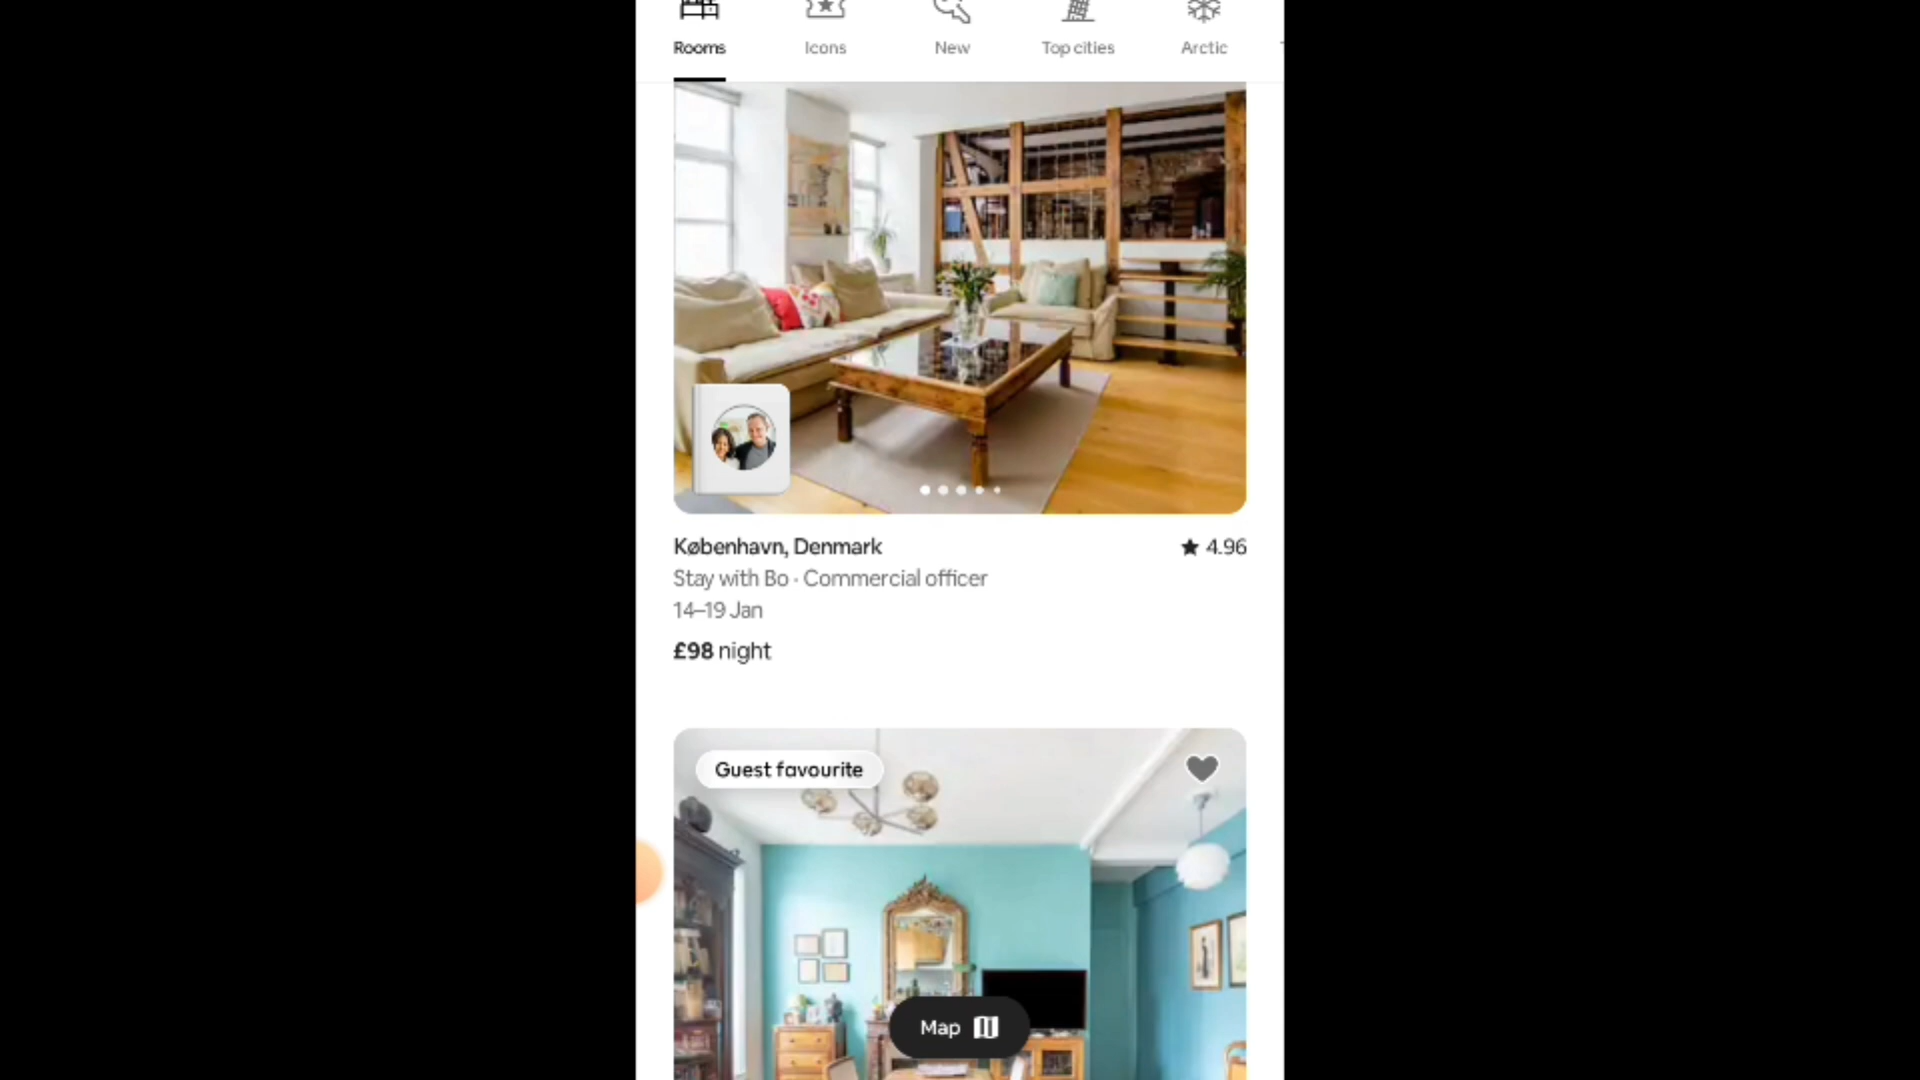 Rooms
Icons
New
Top cities
Arctic
København, Denmark
4.96
Stay with Bo · Commercial officer
14–19 Jan
£98 night
Guest favourite
Map